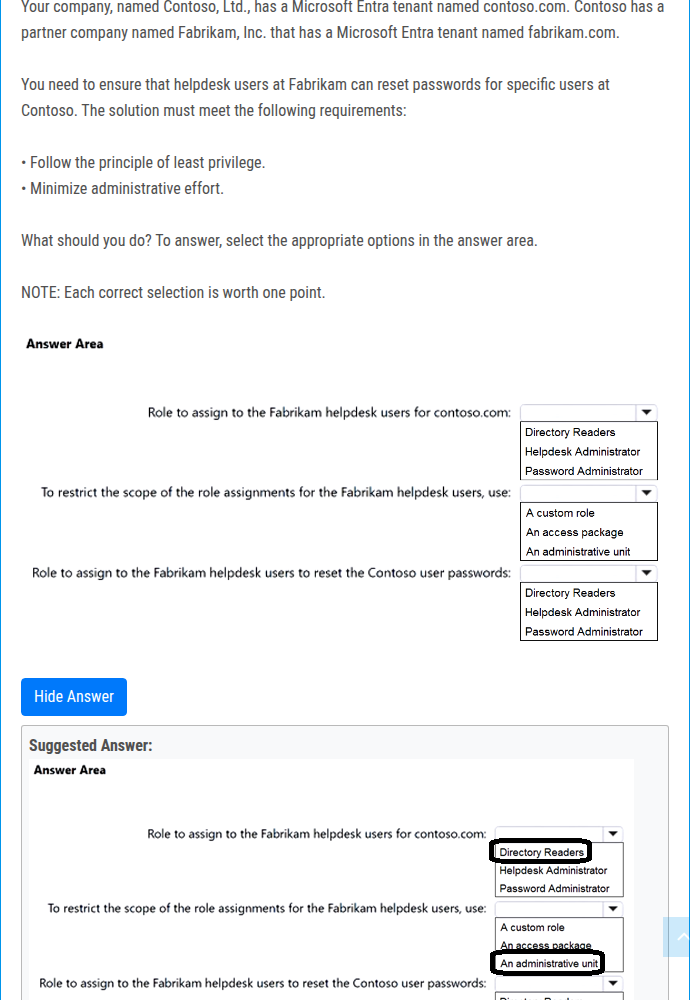 Your company, named Contoso, Ltd., has a Microsoft Entra tenant named contoso.com. Contoso has a
partner company named Fabrikam, Inc. that has a Microsoft Entra tenant named fabrikam.com.
You need to ensure that helpdesk users at Fabrikam can reset passwords for specific users at
Contoso. The solution must meet the following requirements:
• Follow the principle of least privilege.
• Minimize administrative effort.
What should you do? To answer, select the appropriate options in the answer area.
NOTE: Each correct selection is worth one point.
Answer Area
Role to assign to the Fabrikam helpdesk users for contoso.com:
Directory Readers
Helpdesk Administrator
Password Administrator
To restrict the scope of the role assignments for the Fabrikam helpdesk users, use:
A custom role
An access package
An administrative unit
Role to assign to the Fabrikam helpdesk users to reset the Contoso user passwords:
Directory Readers
Helpdesk Administrator
Password Administrator
Hide Answer
Suggested Answer:
Answer Area
Role to assign to the Fabrikam helpdesk users for contoso.com:
Directory Readers
Helpdesk Administrator
Password Administrator
To restrict the scope of the role assignments for the Fabrikam helpdesk users, use:
A custom role
An access package
An administrative unit
Role to assign to the Fabrikam helpdesk users to reset the Contoso user passwords: